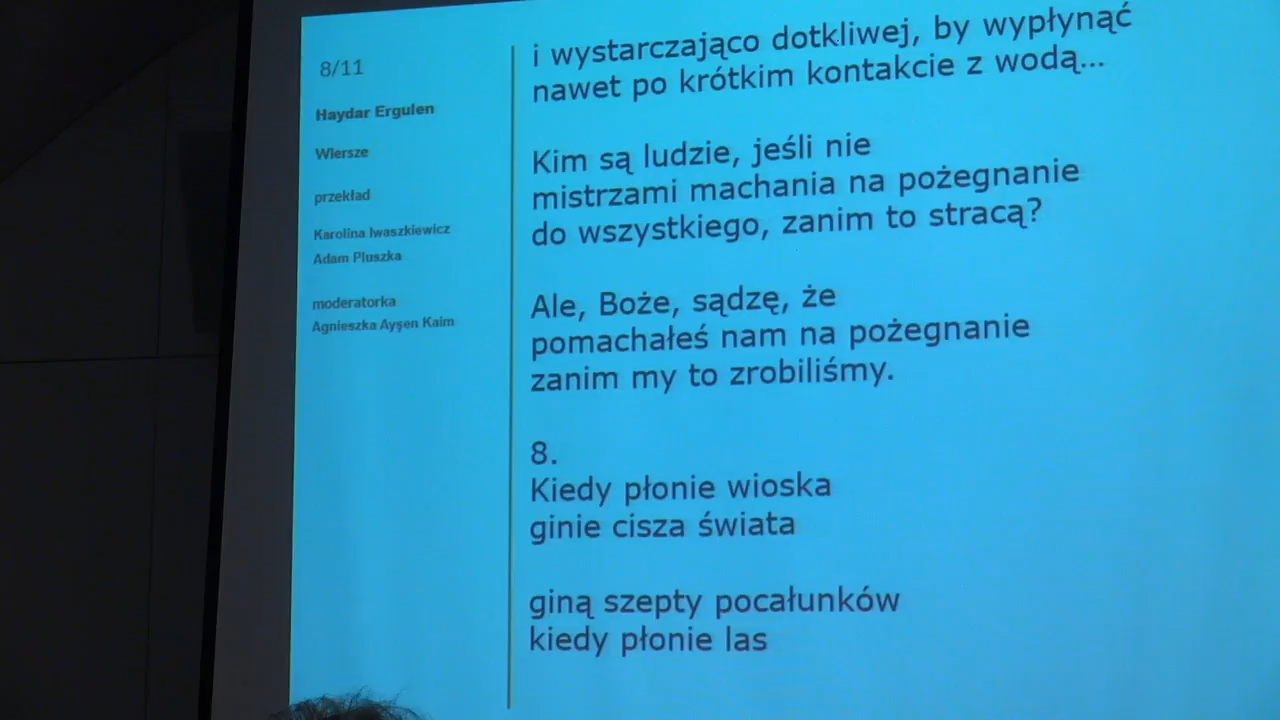 8/11
Haydar Ergulen
Wiersze
przekład
Karolina Iwaszkiewicz
Adam Pluszka
moderatorka
Agnieszka Ayşen Kaim
i wystarczająco dotkliwej, by wypłynąć
nawet po krótkim kontakcie z wodą...
Kim są ludzie, jeśli nie
mistrzami machania na pożegnanie
do wszystkiego, zanim to stracą?
Ale, Boże, sądzę, że
pomachałeś nam na pożegnanie
zanim my to zrobiliśmy.
8.
Kiedy płonie wioska
ginie cisza świata
giną szepty pocałunków
kiedy płonie las